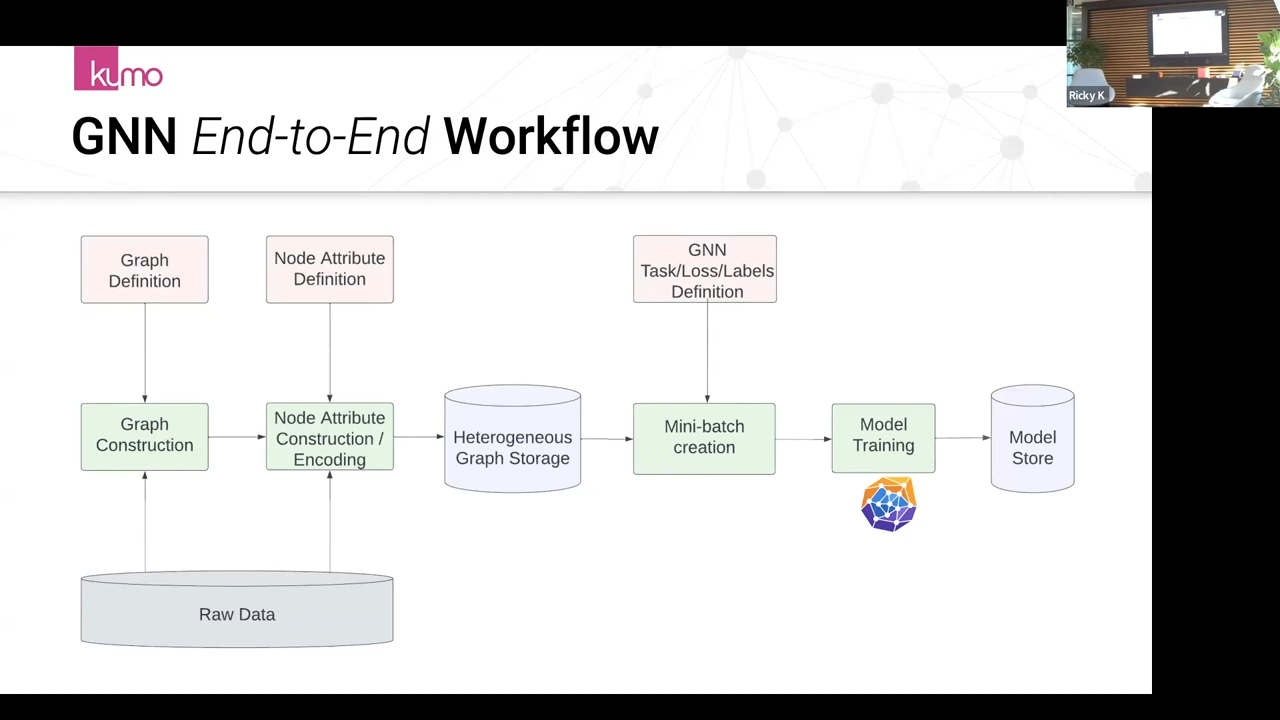 kumo
Ricky K
GNN End-to-End Workflow
Graph
Definition
Node Attribute
Definition
GNN
Task/Loss/Labels
Definition
Graph
Construction
Node Attribute
Construction /
Encoding
Heterogeneous
Graph Storage
Mini-batch
creation
Model
Training
Model
Store
Raw Data